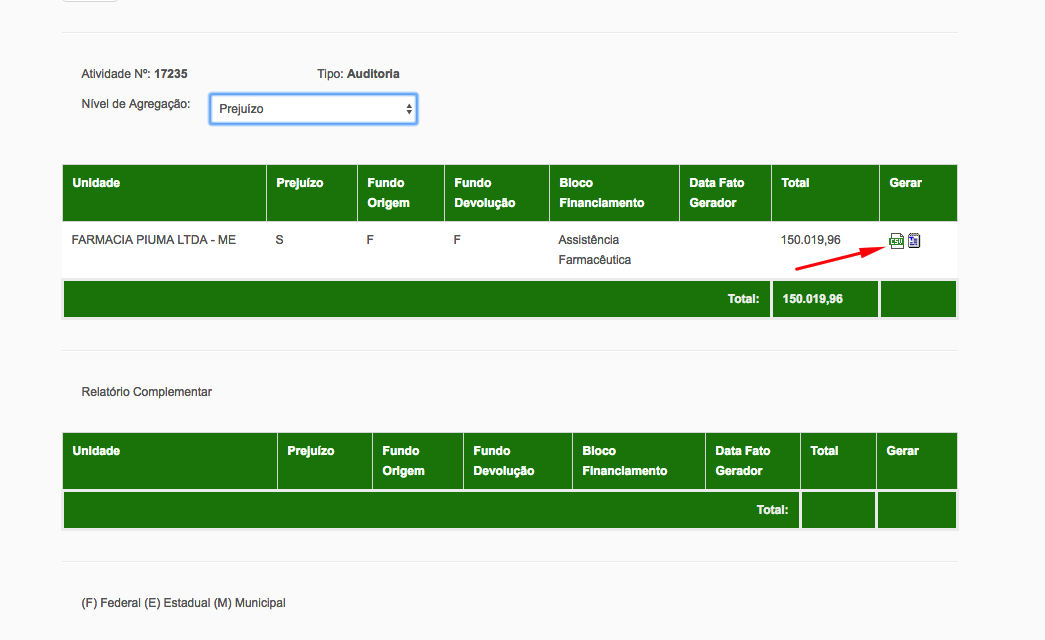 Atividade Nº: 17235 Tipo: Auditoria
Nível de Agregação: Prejuízo
Unidade Prejuízo Fundo Origem Fundo Devolução Bloco Financiamento Data Fato Gerador Total Gerar
FARMACIA PIUMA LTDA - ME S F F Assistência Farmacêutica 150.019,96 CSV
Total: 150.019,96
Relatório Complementar
Unidade Prejuízo Fundo Origem Fundo Devolução Bloco Financiamento Data Fato Gerador Total Gerar
Total:
(F) Federal (E) Estadual (M) Municipal